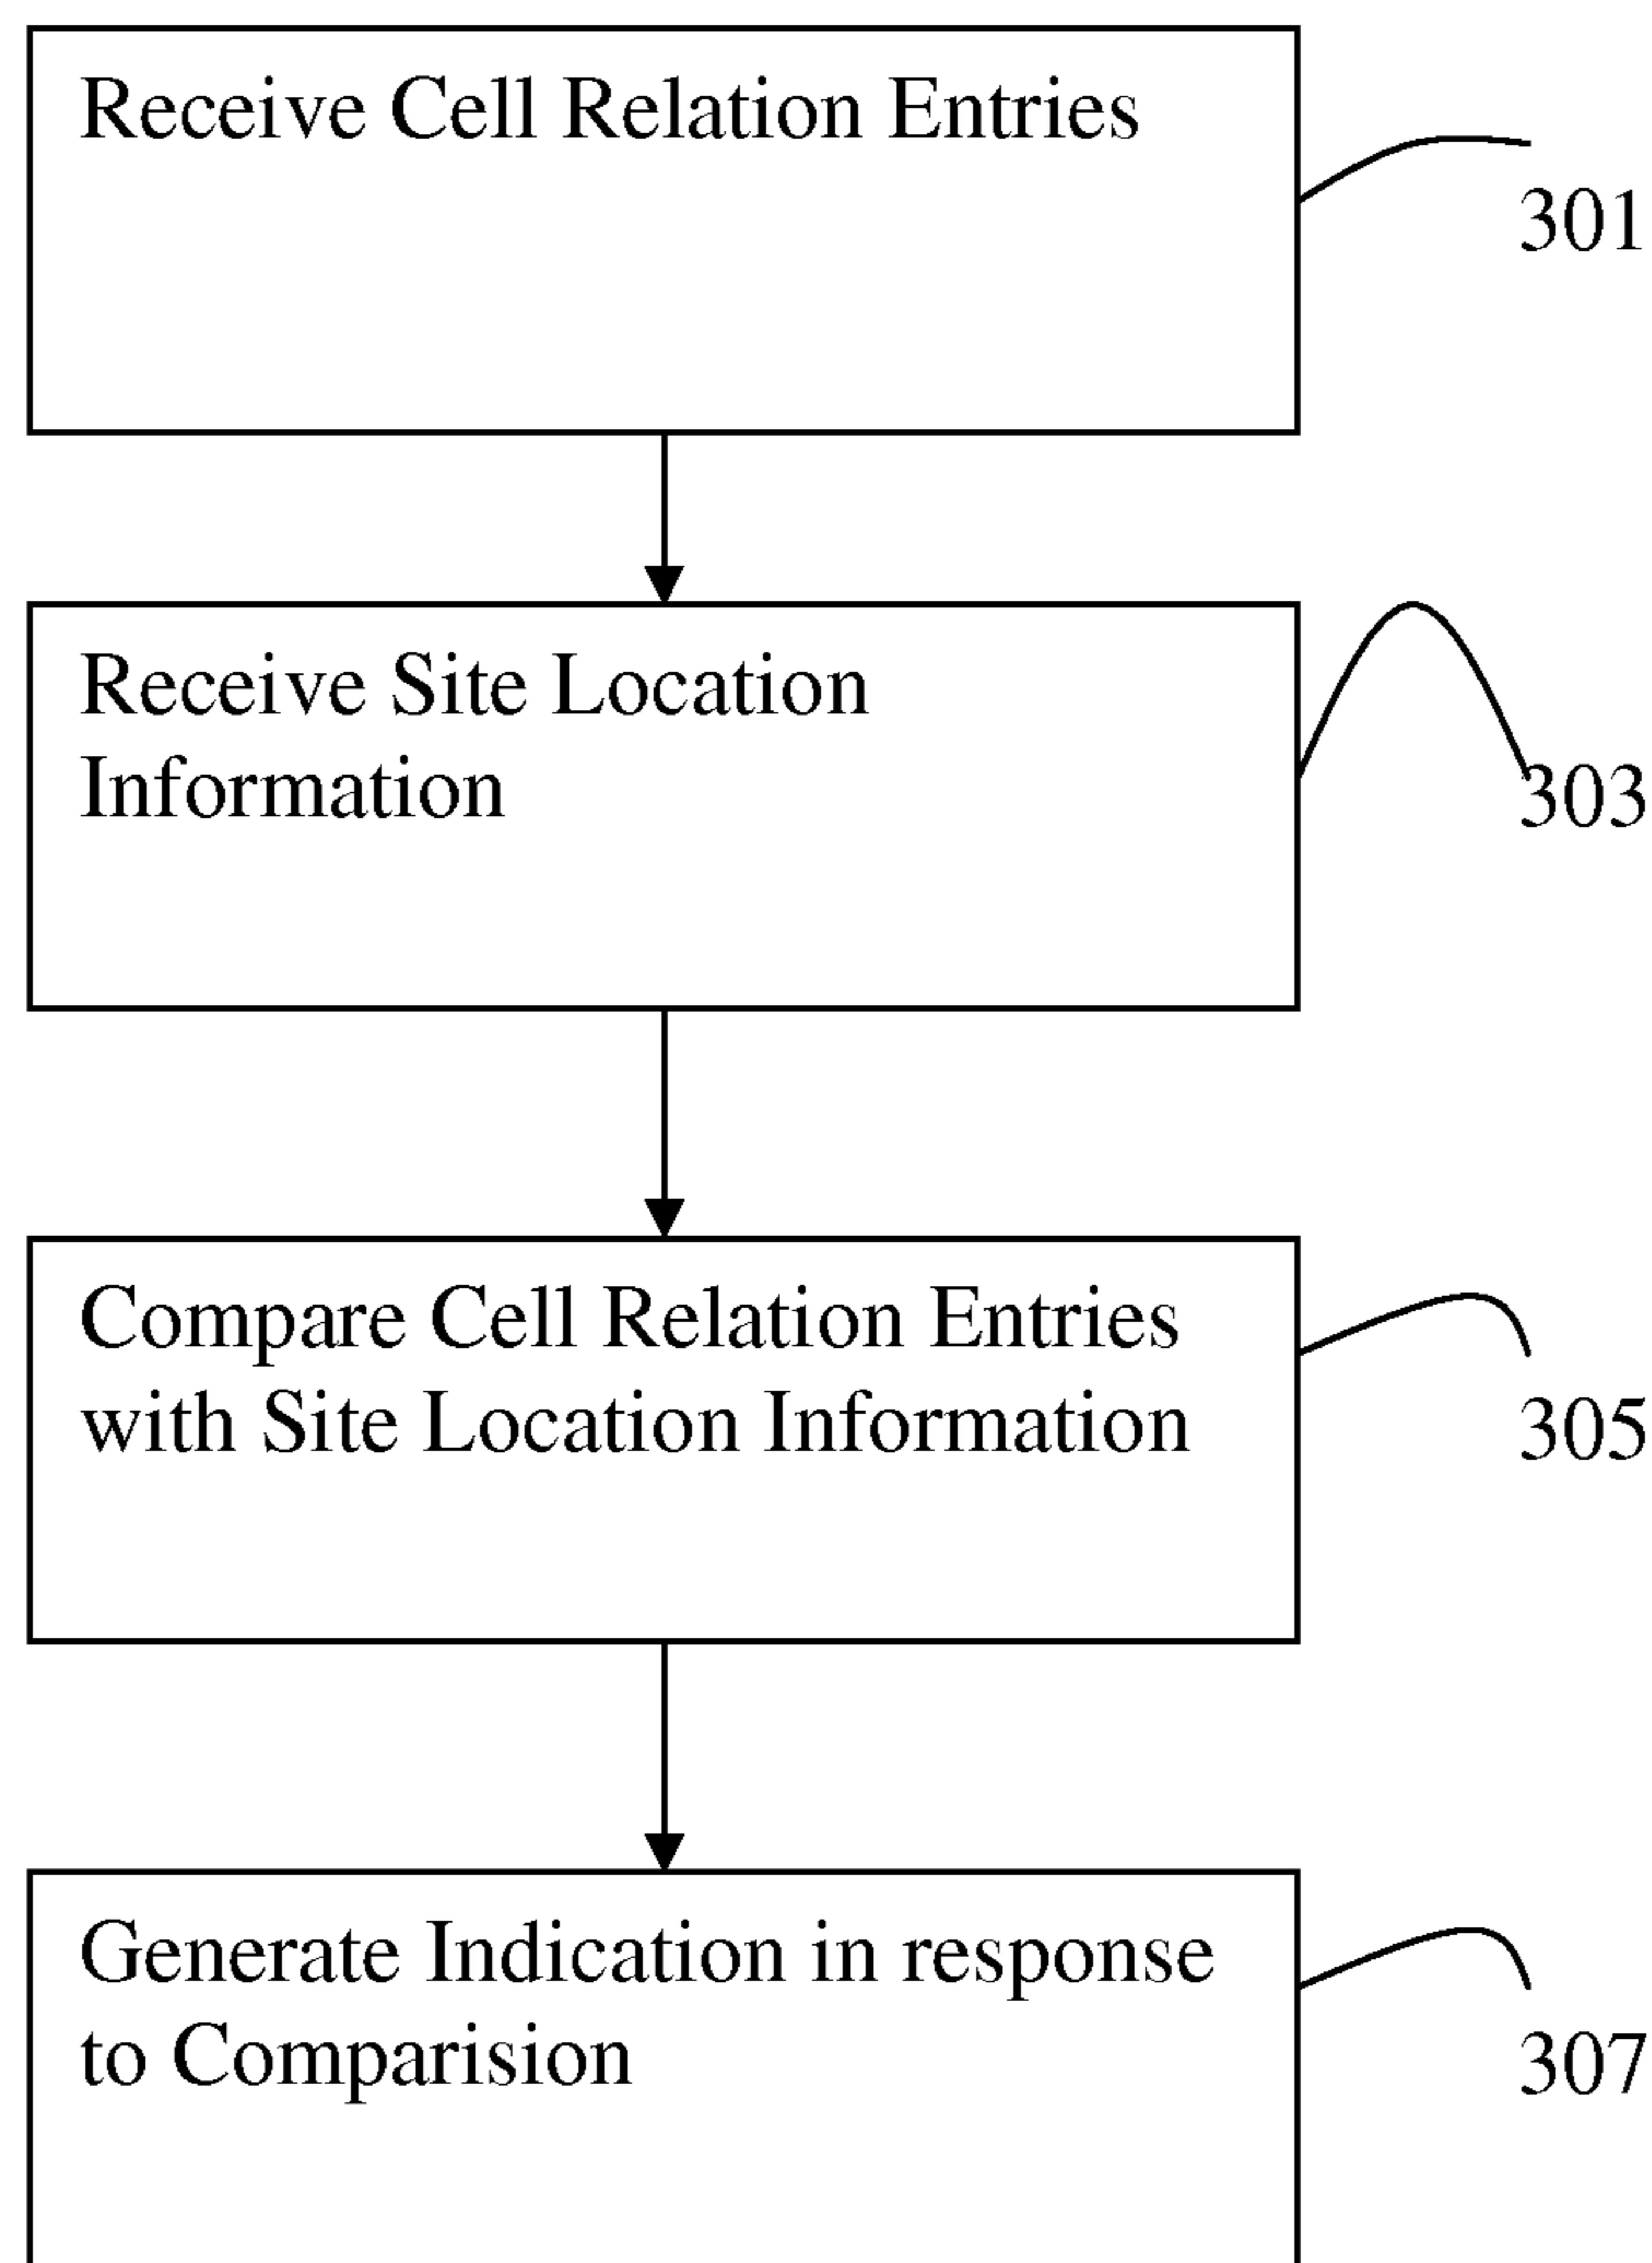 Receive Cell Relation Entries
301
Receive Site Location
Information
303
Compare Cell Relation Entries
with Site Location Information
305
Generate Indication in response
to Comparision
307